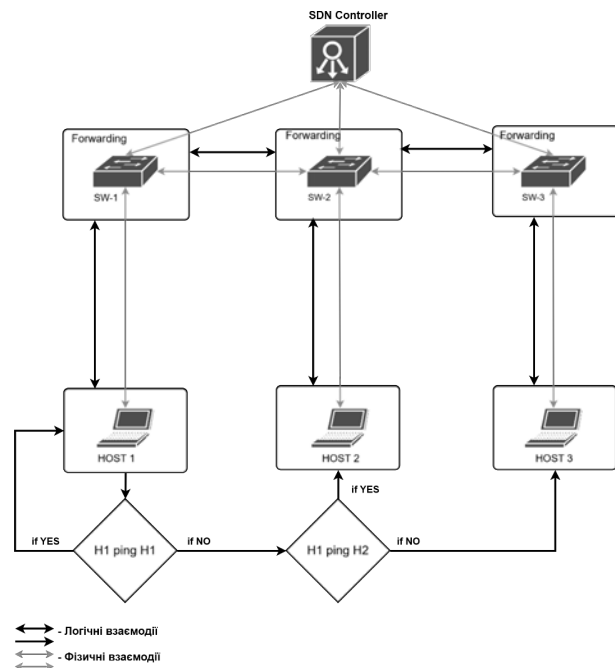 SDN Controller
Forwarding
Forwarding
Forwarding
SW-1
SW-2
SW-3
HOST 1
HOST 2
HOST 3
if YES
if YES
H1 ping H1
if NO
H1 ping H2
if NO
- Логічні взаємодії
- Фізичні взаємодії